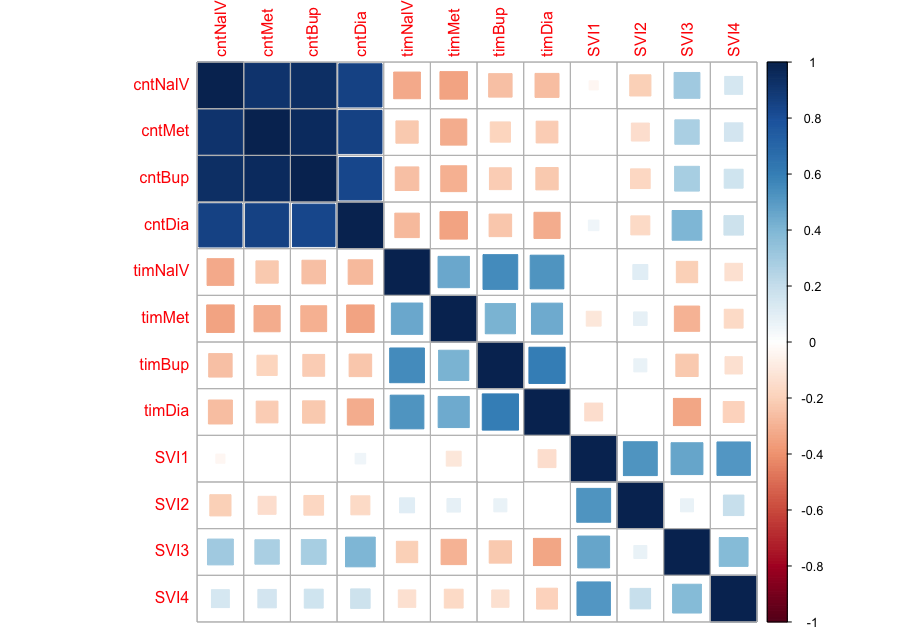 cntNalV cntMet cntBup cntDia timNalV timMet timBup timDia SVI1 SVI2 SVI3 SVI4
cntNalV
cntMet
cntBup
cntDia
timNalV
timMet
timBup
timDia
SVI1
SVI2
SVI3
SVI4
1
0.8
0.6
0.4
0.2
0
-0.2
-0.4
-0.6
-0.8
-1